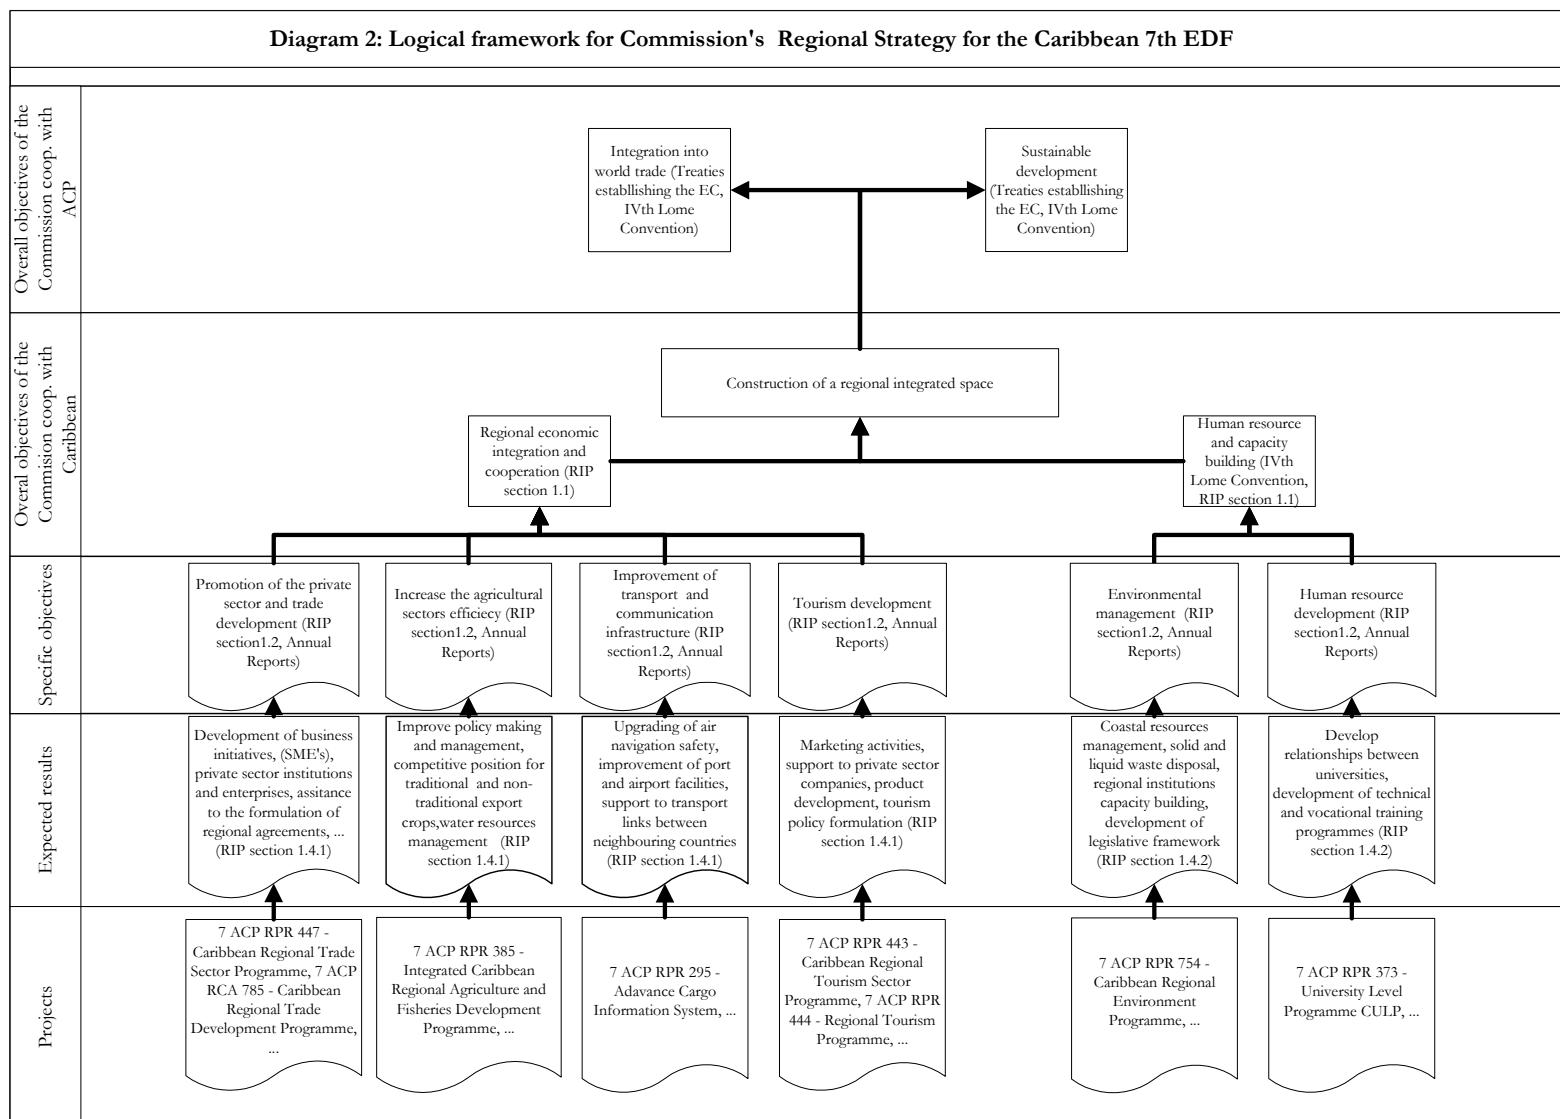 Diagram 2: Logical framework for Commission's Regional Strategy for the Caribbean 7th EDF
Overall objectives of the
Commission coop. with
ACP
Integration into
world trade (Treaties
establlishing the EC,
IVth Lome
Convention)
Sustainable
development
(Treaties establlishing
the EC, IVth Lome
Convention)
Overal objectives of the
Commision coop. with
Caribbean
Construction of a regional integrated space
Regional economic
integration and
cooperation (RIP
section 1.1)
Human resource
and capacity
building (IVth
Lome Convention,
RIP section 1.1)
Specific objectives
Promotion of the private
sector and trade
development (RIP
section1.2, Annual
Reports)
Increase the agricultural
sectors efficiecy (RIP
section1.2, Annual
Reports)
Improvement of
transport and
communication
infrastructure (RIP
section1.2, Annual
Reports)
Tourism development
(RIP section1.2, Annual
Reports)
Environmental
management (RIP
section1.2, Annual
Reports)
Human resource
development (RIP
section1.2, Annual
Reports)
Expected results
Development of business
initiatives, (SME's),
private sector institutions
and enterprises, assitance
to the formulation of
regional agreements, ...
(RIP section 1.4.1)
Improve policy making
and management,
competitive position for
traditional and non-
traditional export
crops,water resources
management (RIP
section 1.4.1)
Upgrading of air
navigation safety,
improvement of port
and airport facilities,
support to transport
links between
neighbouring countries
(RIP section 1.4.1)
Marketing activities,
support to private sector
companies, product
development, tourism
policy formulation (RIP
section 1.4.1)
Coastal resources
management, solid and
liquid waste disposal,
regional institutions
capacity building,
development of
legislative framework
(RIP section 1.4.2)
Develop
relationships between
universities,
development of technical
and vocational training
programmes (RIP
section 1.4.2)
Projects
7 ACP RPR 447 -
Caribbean Regional Trade
Sector Programme, 7 ACP
RCA 785 - Caribbean
Regional Trade
Development Programme,
...
7 ACP RPR 385 -
Integrated Caribbean
Regional Agriculture and
Fisheries Development
Programme, ...
7 ACP RPR 295 -
Adavance Cargo
Information System, ...
7 ACP RPR 443 -
Caribbean Regional
Tourism Sector
Programme, 7 ACP RPR
444 - Regional Tourism
Programme, ...
7 ACP RPR 754 -
Caribbean Regional
Environment
Programme, ...
7 ACP RPR 373 -
University Level
Programme CULP, ...